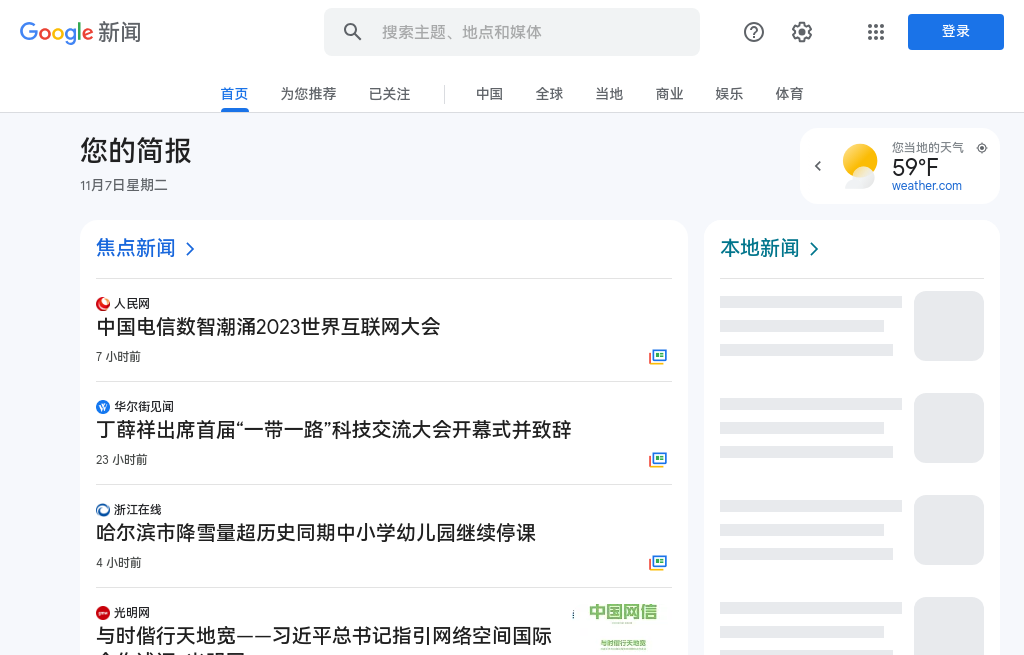 Google 新闻
搜索主题、地点和媒体
登录
首页 为您推荐 已关注 中国 全球 当地 商业 娱乐 体育
您的简报
11月7日星期二
您当地的天气
59°F
weather.com
焦点新闻
人民网
中国电信数智潮涌2023世界互联网大会
7 小时前
华尔街见闻
丁薛祥出席首届“一带一路”科技交流大会开幕式并致辞
23 小时前
浙江在线
哈尔滨市降雪量超历史同期中小学幼儿园继续停课
4 小时前
光明网
与时偕行天地宽——习近平总书记指引网络空间国际
中国网信
与时偕行天地宽
本地新闻